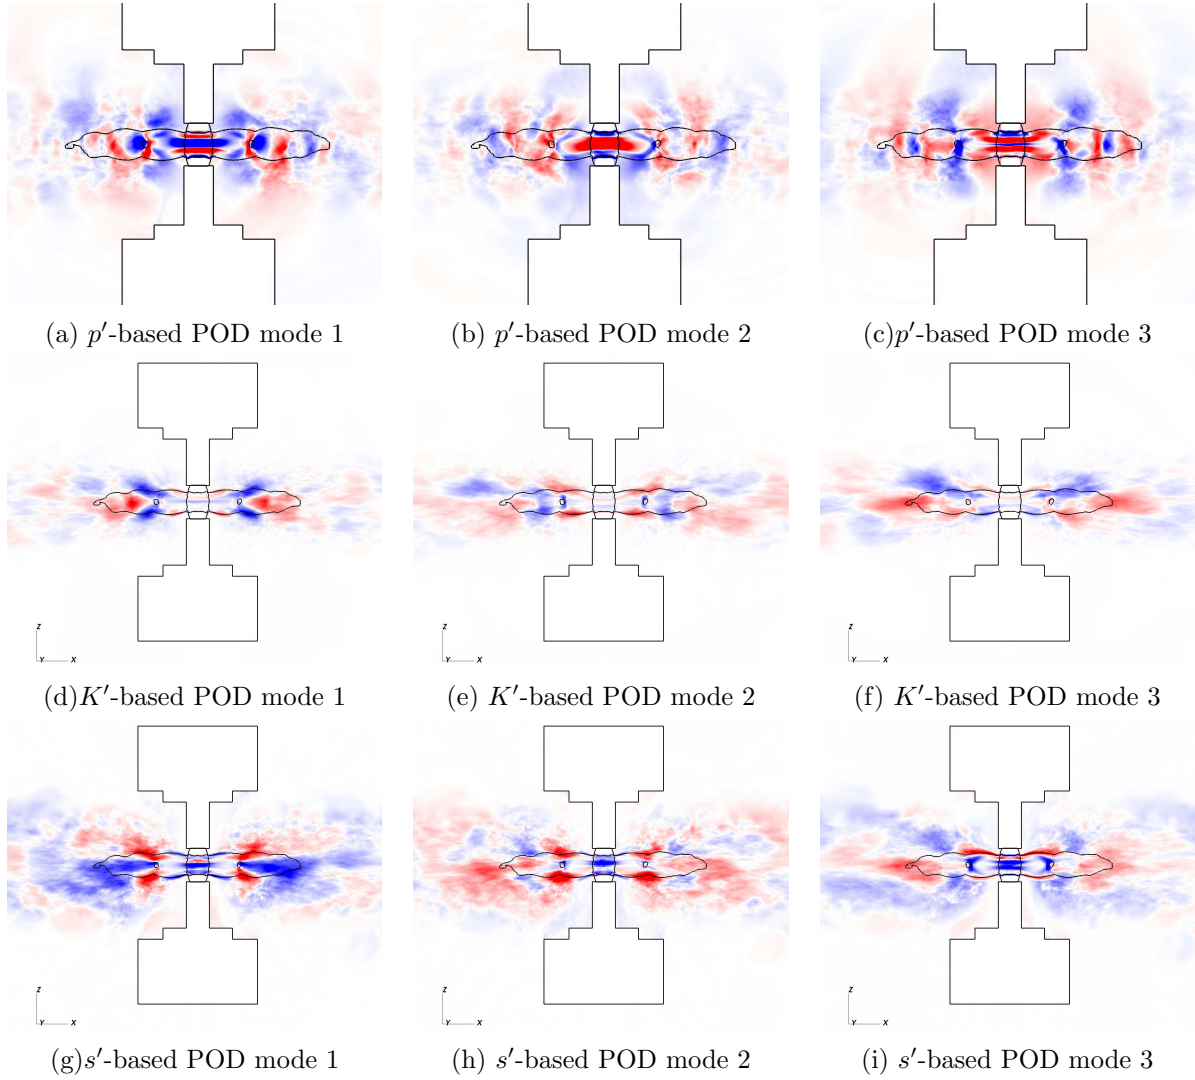 (a) p′-based POD mode 1
(b) p′-based POD mode 2
(c)p′-based POD mode 3
Z
Y X
Z
Y X
Z
Y X
(d)K′-based POD mode 1
(e) K′-based POD mode 2
(f) K′-based POD mode 3
Z
Y X
Z
Y X
Z
Y X
(g)s′-based POD mode 1
(h) s′-based POD mode 2
(i) s′-based POD mode 3